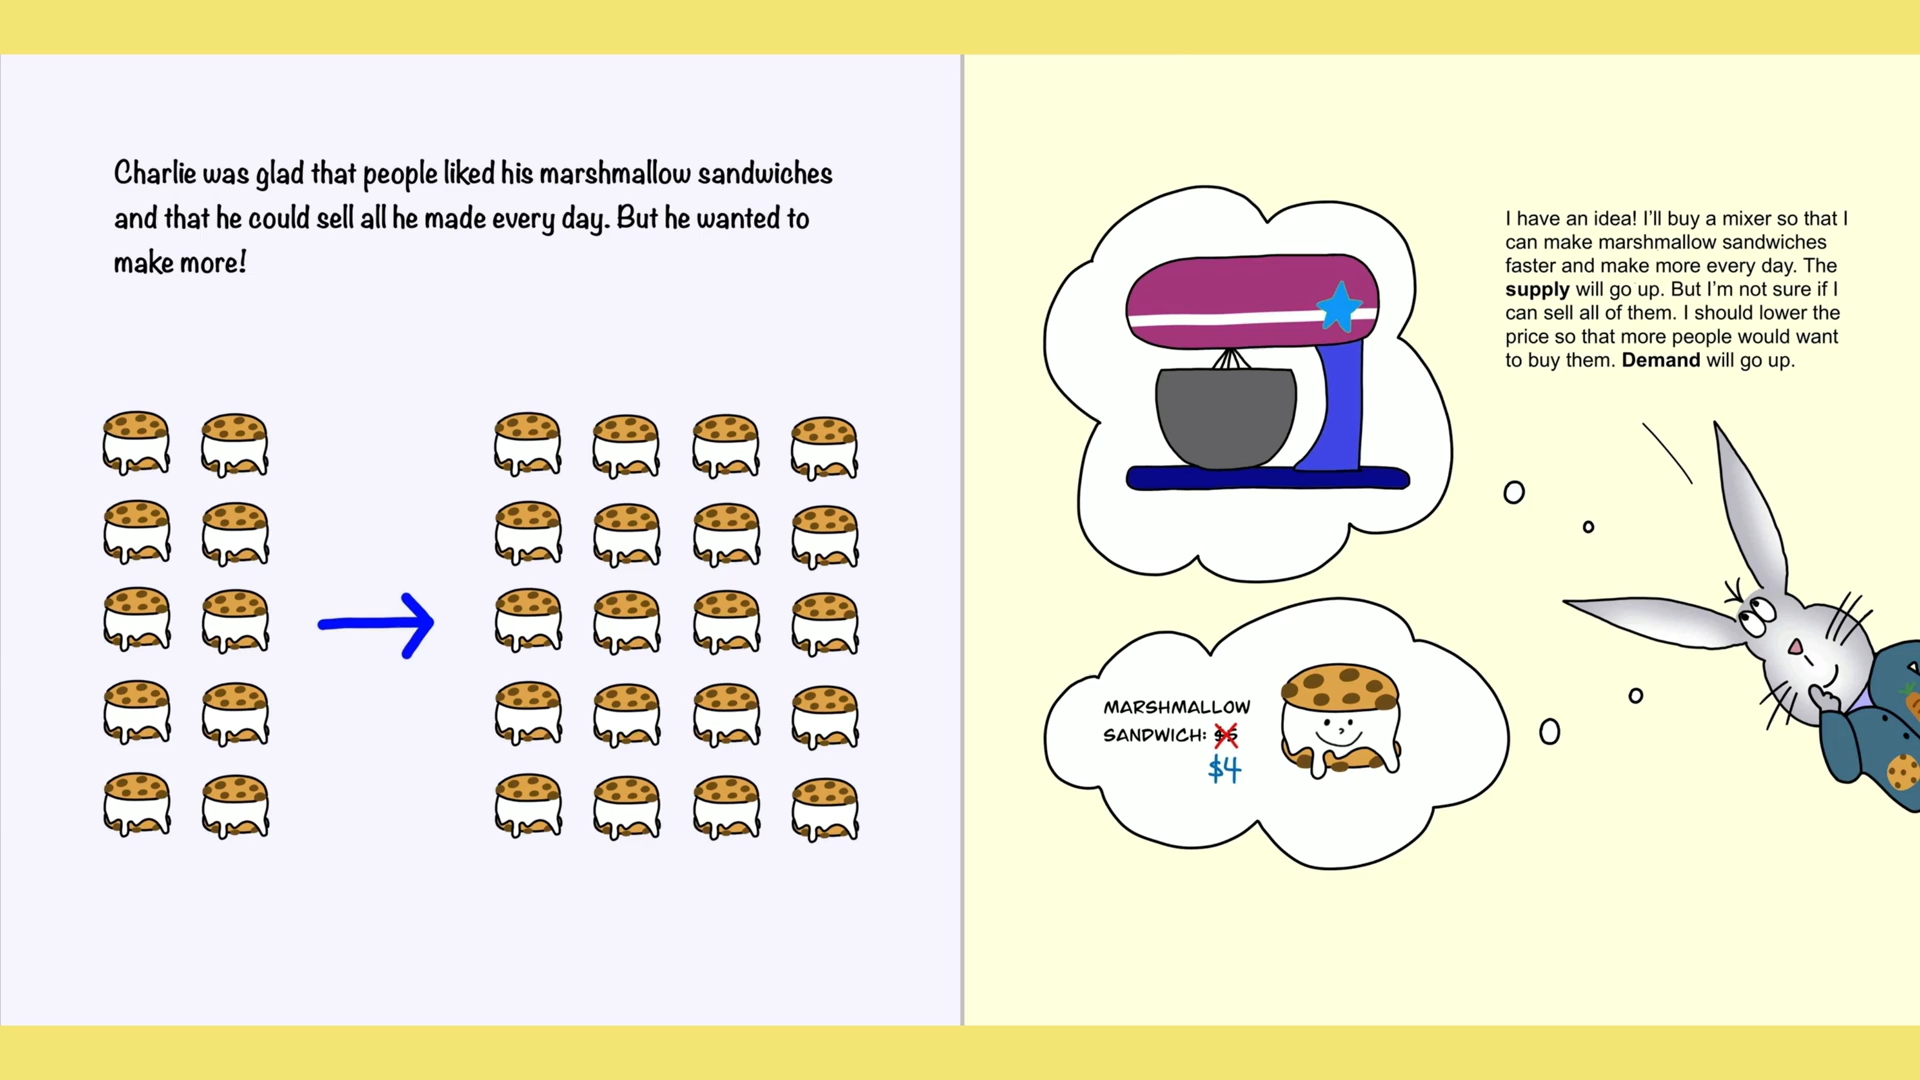 Charlie was glad that people liked his marshmallow sandwiches
and that he could sell all he made every day. But he wanted to
make more!
I have an idea! I'll buy a mixer so that I
can make marshmallow sandwiches
faster and make more every day. The
supply will go up. But I'm not sure if I
can sell all of them. I should lower the
price so that more people would want
to buy them. Demand will go up.
MARSHMALLOW
SANDWICH: $5
$4